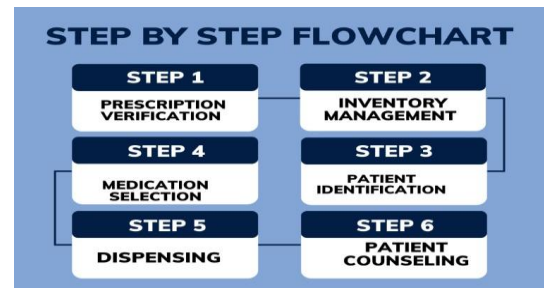 STEP BY STEP FLOWCHART
STEP 1
PRESCRIPTION
VERIFICATION
STEP 2
INVENTORY
MANAGEMENT
STEP 4
MEDICATION
SELECTION
STEP 3
PATIENT
IDENTIFICATION
STEP 5
DISPENSING
STEP 6
PATIENT
COUNSELING